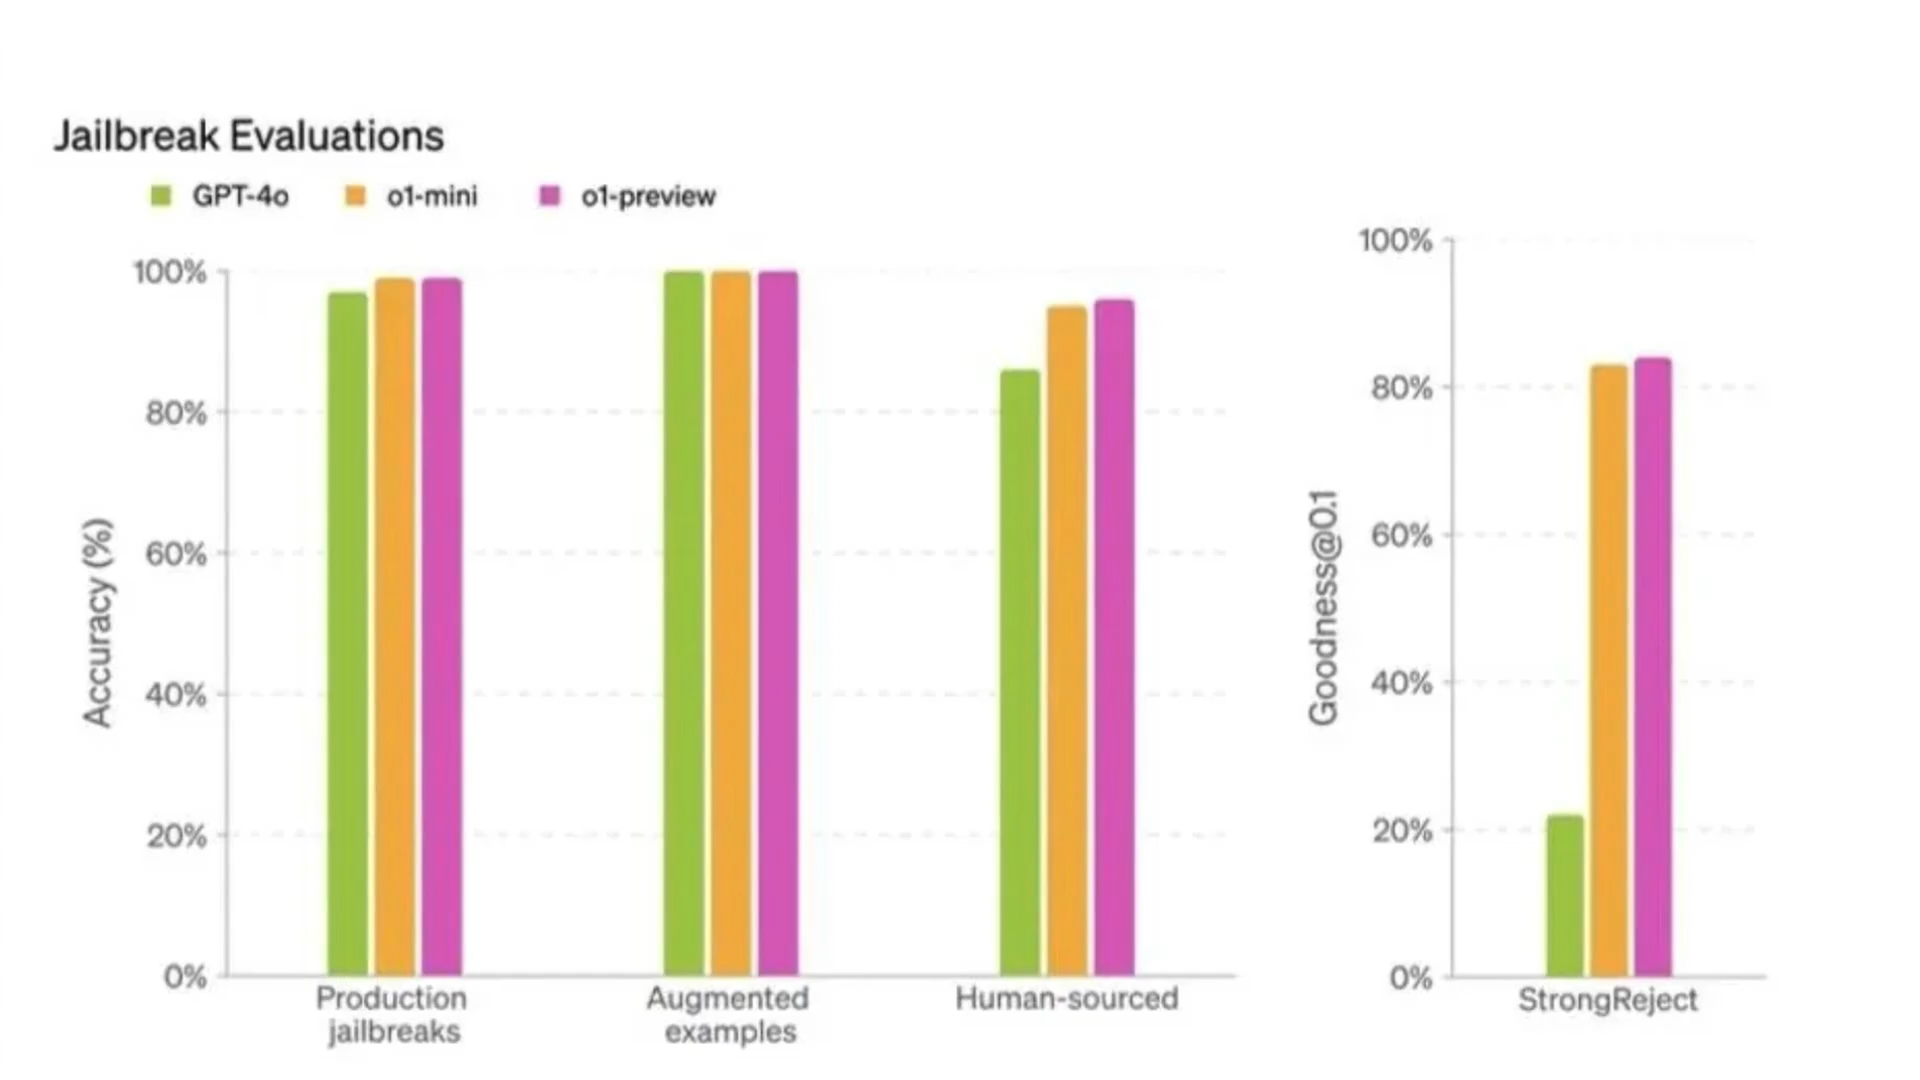 Jailbreak Evaluations
GPT-4o o1-mini o1-preview
Accuracy (%)
100%
80%
60%
40%
20%
0%
Production
jailbreaks
Augmented
examples
Human-sourced
Goodness@0.1
100%
80%
60%
40%
20%
0%
StrongReject